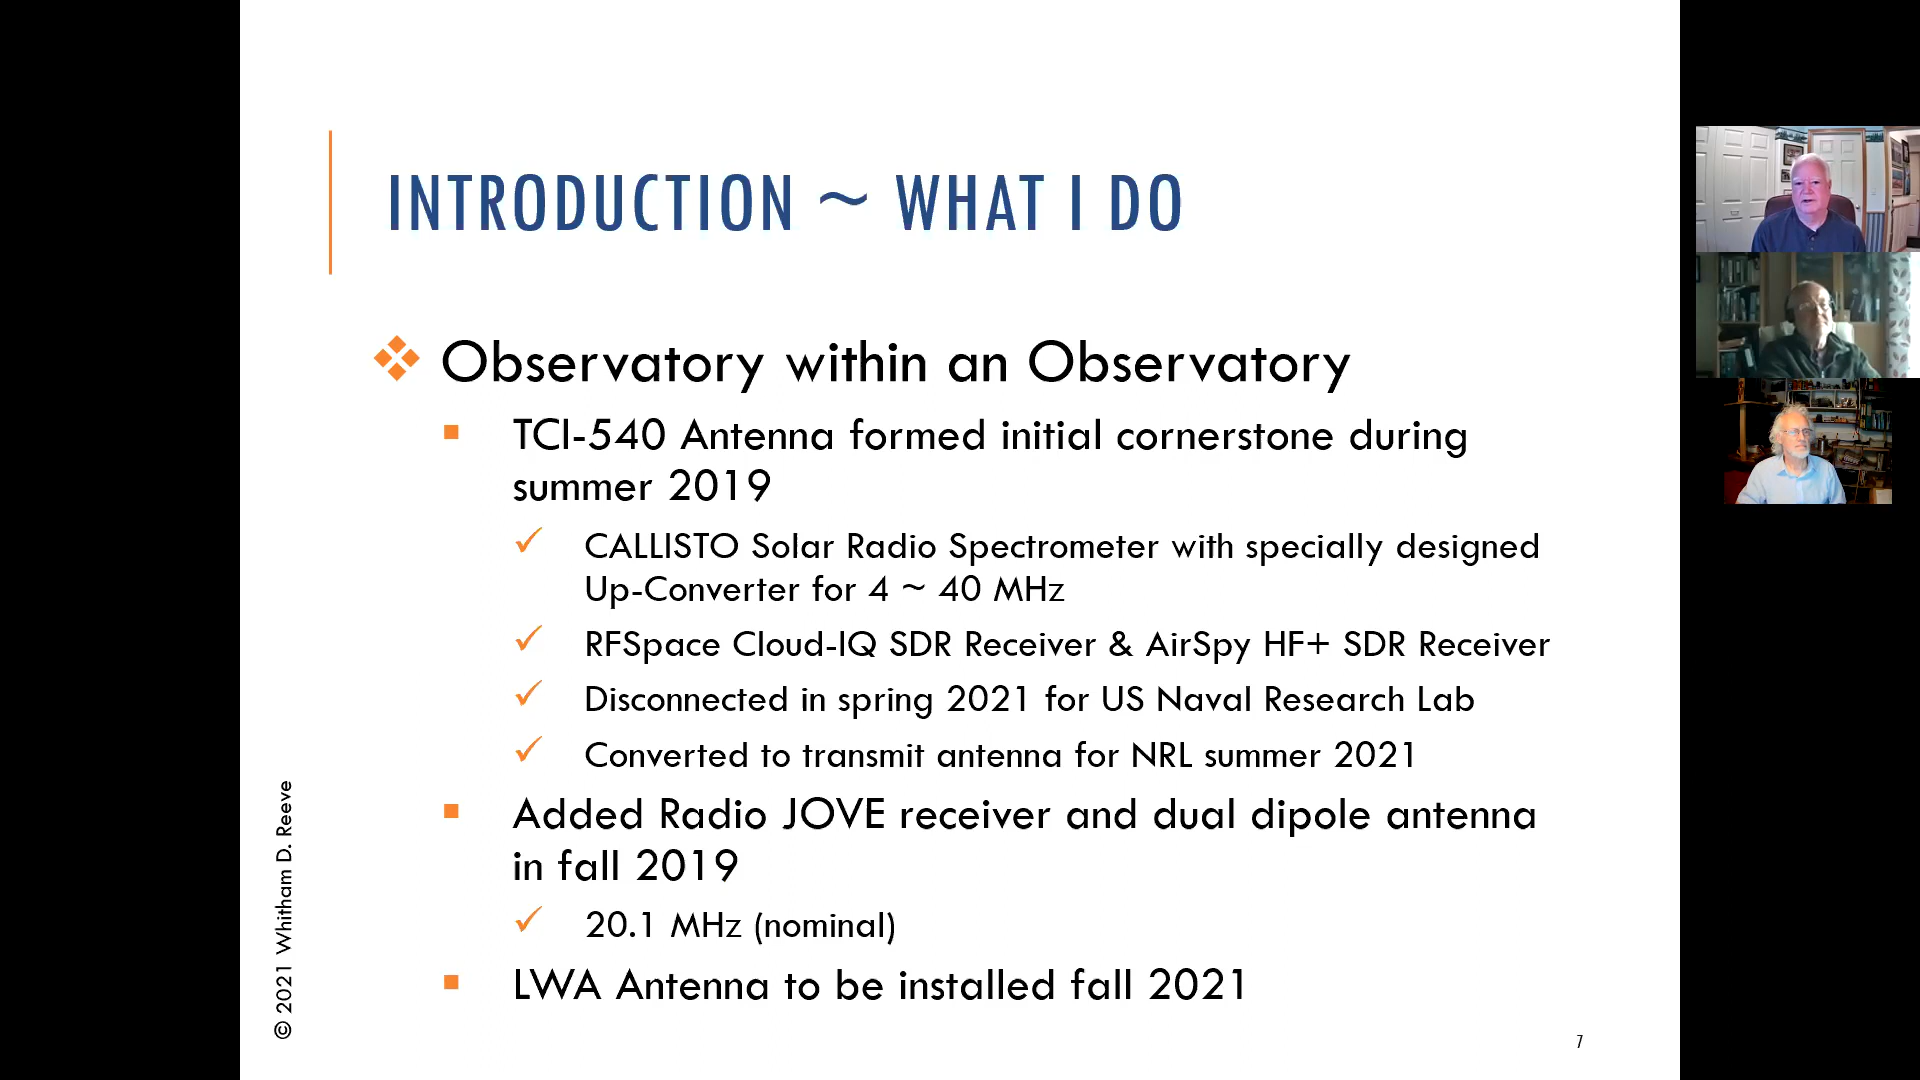 INTRODUCTION ~ WHAT I DO
Observatory within an Observatory
TCI-540 Antenna formed initial cornerstone during
summer 2019
CALLISTO Solar Radio Spectrometer with specially designed
Up-Converter for 4 ~ 40 MHz
RFSpace Cloud-IQ SDR Receiver & AirSpy HF+ SDR Receiver
Disconnected in spring 2021 for US Naval Research Lab
Converted to transmit antenna for NRL summer 2021
Added Radio JOVE receiver and dual dipole antenna
in fall 2019
20.1 MHz (nominal)
LWA Antenna to be installed fall 2021
© 2021 Whitham D. Reeve
7